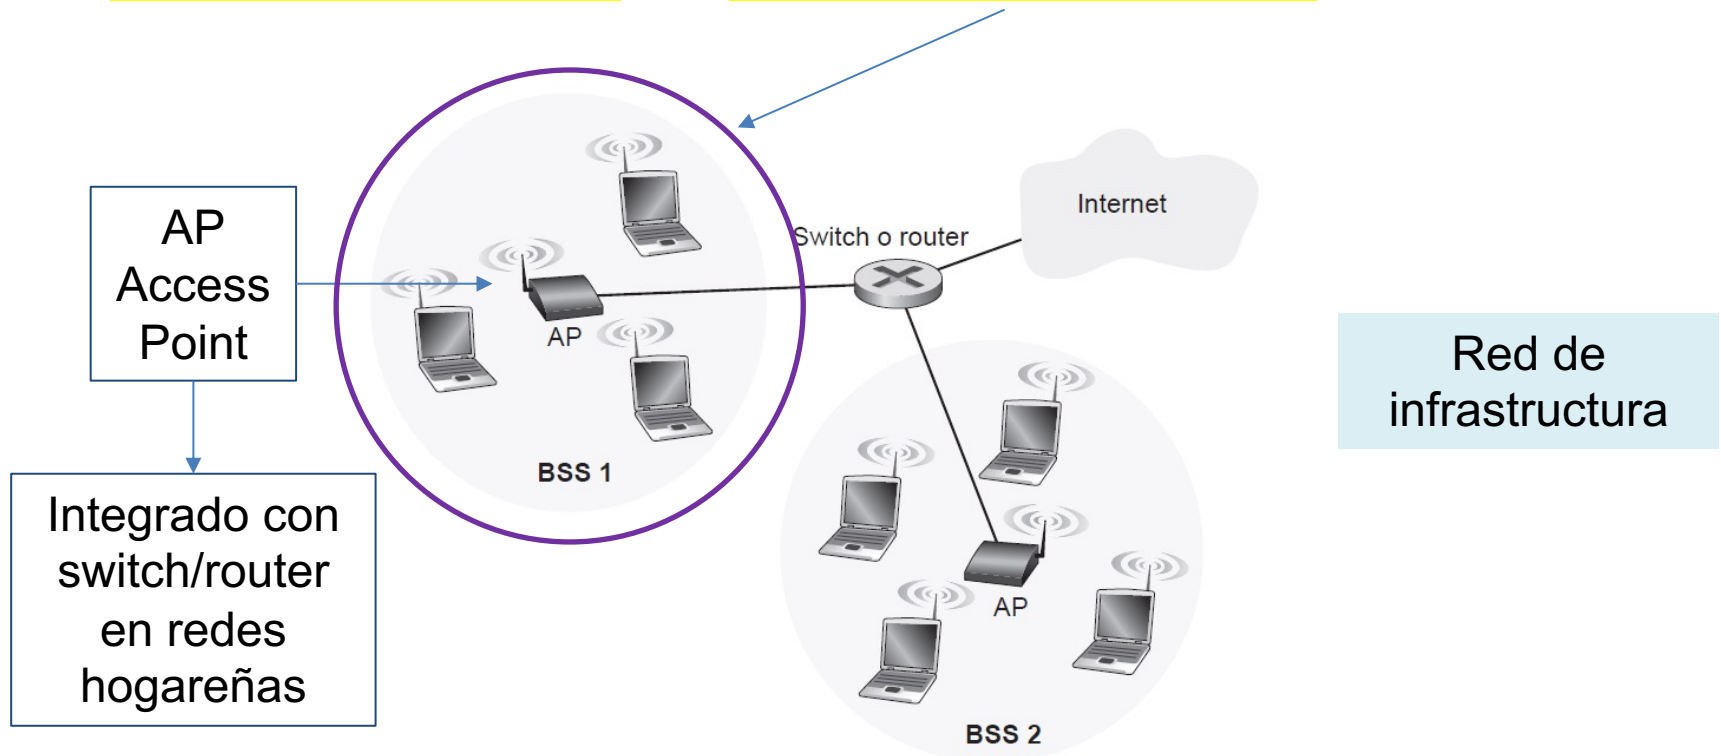 Internet
Switch o router
AP
Access
Point
AP
Red de
infrastructura
BSS 1
Integrado con
switch/router
en redes
hogareñas
AP
BSS 2